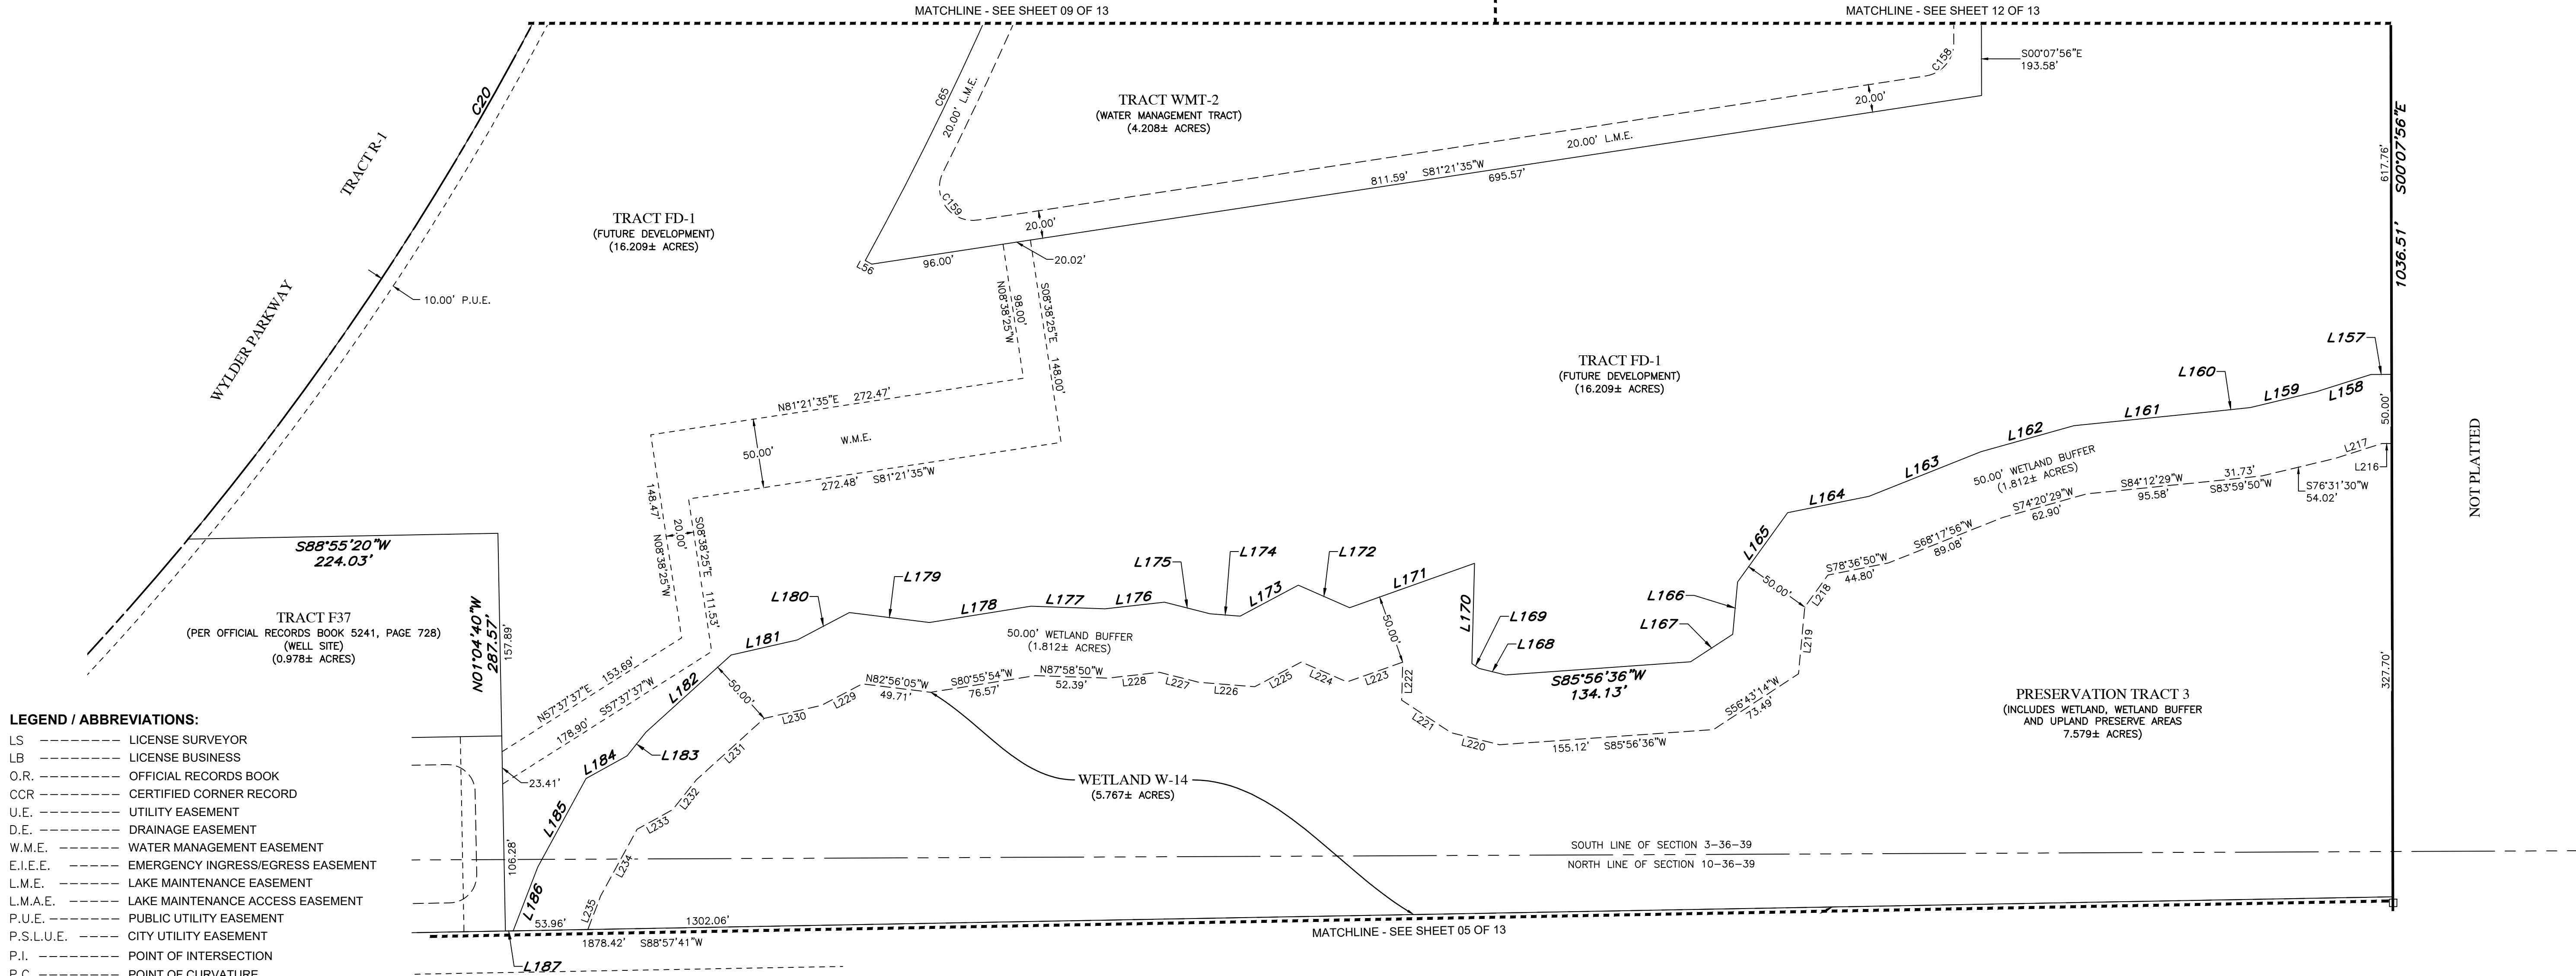 MATCHLINE - SEE SHEET 09 OF 13
MATCHLINE - SEE SHEET 12 OF 13
C20
TRACT R-1
WYLDER PARKWAY
10.00' P.U.E.
C65
20.00' L.M.E.
TRACT WMT-2
(WATER MANAGEMENT TRACT)
(4.208± ACRES)
C158
S00°07'56"E
193.58'
20.00'
20.00' L.M.E.
811.59' S81°21'35"W
695.57'
C159
20.00'
L56
96.00'
20.02'
TRACT FD-1
(FUTURE DEVELOPMENT)
(16.209± ACRES)
617.76'
S00°07'56"E
1036.51'
N08°38'25"W
98.00'
S08°38'25"E 148.00'
N81°21'35"E 272.47'
W.M.E.
50.00'
272.48' S81°21'35"W
148.47' N08°38'25"W
20.00'
S08°38'25"E 111.53'
N57°37'37"E 153.69'
178.90' S57°37'37"W
TRACT FD-1
(FUTURE DEVELOPMENT)
(16.209± ACRES)
L157
L158
L159
L160
L161
L162
L163
L164
L165
L166
L167
L168
L169
L170
L171
L172
L173
L174
L175
L176
L177
L178
L179
L180
L181
L182
L183
L184
L185
L186
L187
S85°56'36"W
134.13'
50.00' WETLAND BUFFER
(1.812± ACRES)
50.00'
L216
L217
S76°31'30"W
54.02'
31.73'
S83°59'50"W
S84°12'29"W
95.58'
S74°20'29"W
62.90'
S68°17'56"W
89.08'
S78°36'50"W
44.80'
L218
50.00'
L219
S56°43'14"W
73.49'
155.12' S85°56'36"W
L220
L221
L222
L223
L224
L225
L226
L227
L228
N87°58'50"W
52.39'
S80°55'54"W
76.57'
N82°56'05"W
49.71'
L229
L230
L231
L232
L233
L234
L235
50.00'
50.00'
50.00' WETLAND BUFFER
(1.812± ACRES)
NOT PLATTED
327.70'
PRESERVATION TRACT 3
(INCLUDES WETLAND, WETLAND BUFFER
AND UPLAND PRESERVE AREAS
7.579± ACRES)
WETLAND W-14
(5.767± ACRES)
SOUTH LINE OF SECTION 3-36-39
NORTH LINE OF SECTION 10-36-39
S88°55'20"W
224.03'
TRACT F37
(PER OFFICIAL RECORDS BOOK 5241, PAGE 728)
(WELL SITE)
(0.978± ACRES)
N01°04'40"W
287.57'
157.89'
23.41'
106.28'
53.96'
1302.06'
1878.42' S88°57'41"W
MATCHLINE - SEE SHEET 05 OF 13
LEGEND / ABBREVIATIONS:
LS LICENSE SURVEYOR
LB LICENSE BUSINESS
O.R. OFFICIAL RECORDS BOOK
CCR CERTIFIED CORNER RECORD
U.E. UTILITY EASEMENT
D.E. DRAINAGE EASEMENT
W.M.E. WATER MANAGEMENT EASEMENT
E.I.E.E. EMERGENCY INGRESS/EGRESS EASEMENT
L.M.E. LAKE MAINTENANCE EASEMENT
L.M.A.E. LAKE MAINTENANCE ACCESS EASEMENT
P.U.E. PUBLIC UTILITY EASEMENT
P.S.L.U.E. CITY UTILITY EASEMENT
P.I. POINT OF INTERSECTION
P.C. POINT OF CURVATURE